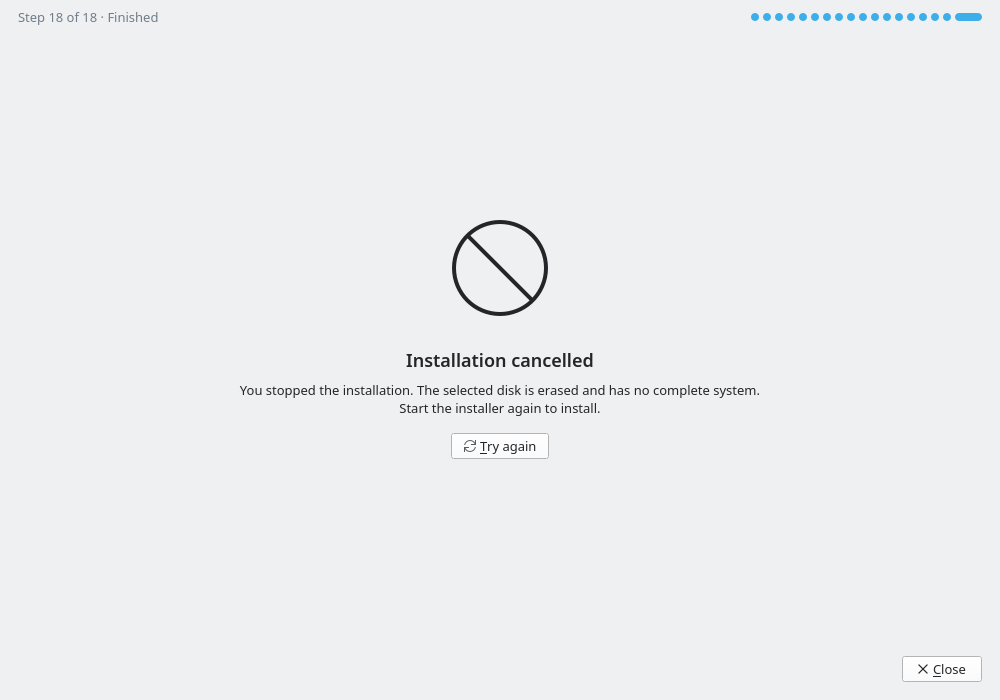 Step 18 of 18 · Finished
Installation cancelled
You stopped the installation. The selected disk is erased and has no complete system.
Start the installer again to install.
Try again
Close